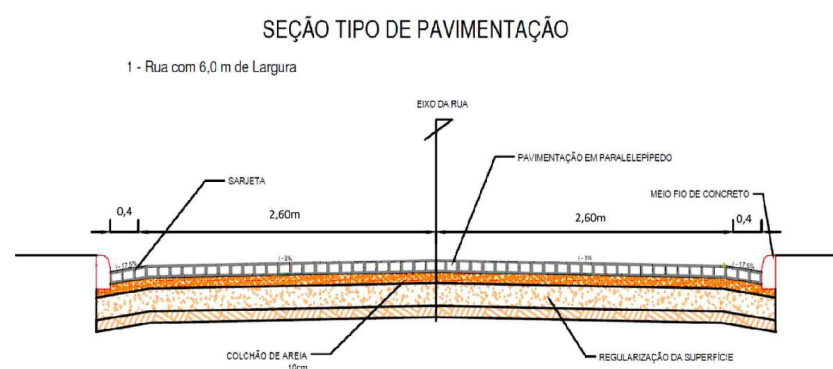 SEÇÃO TIPO DE PAVIMENTAÇÃO
1 - Rua com 6,0 m de Largura
EIXO DA RUA
PAVIMENTAÇÃO EM PARALELEPÍPEDO
SARJETA
MEIO FIO DE CONCRETO
0,4
2,60m
2,60m
0,4
i -17,5%
i -3%
i -3%
i -17,5%
COLCHÃO DE AREIA
10cm
REGULARIZAÇÃO DA SUPERFÍCIE